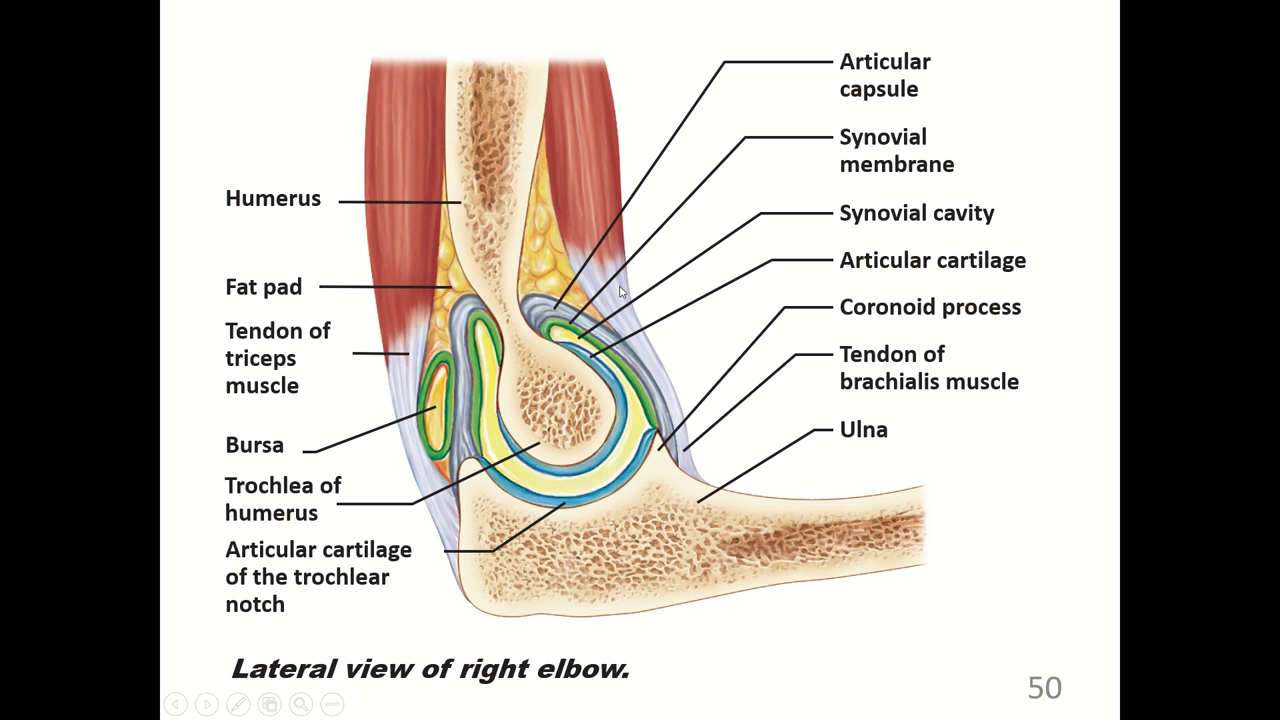 Humerus
Fat pad
Tendon of
triceps
muscle
Bursa
Trochlea of
humerus
Articular cartilage
of the trochlear
notch
Articular
capsule
Synovial
membrane
Synovial cavity
Articular cartilage
Coronoid process
Tendon of
brachialis muscle
Ulna
Lateral view of right elbow.
50